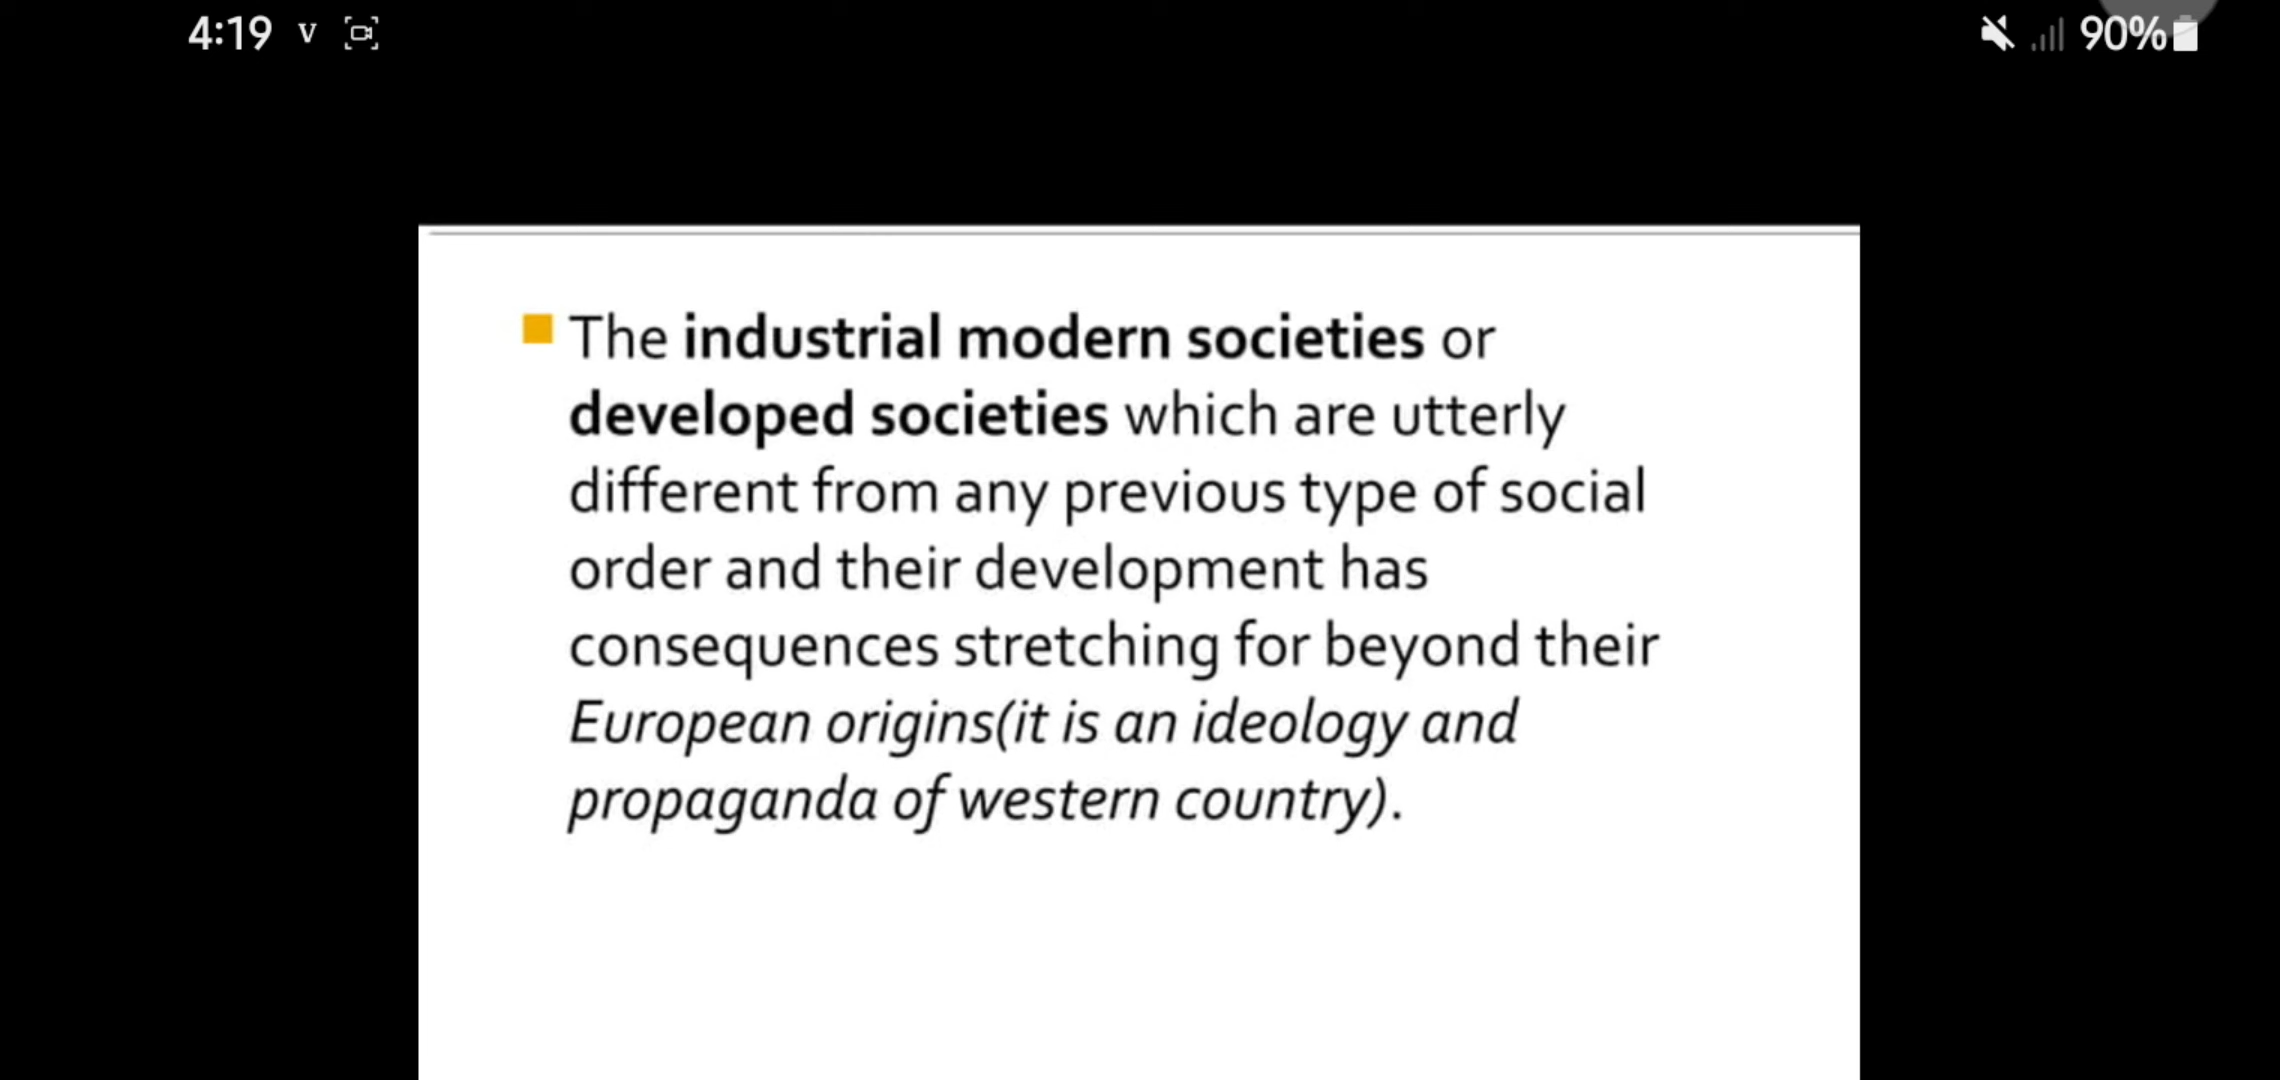 4:19 v
90%
The industrial modern societies or
developed societies which are utterly
different from any previous type of social
order and their development has
consequences stretching for beyond their
European origins(it is an ideology and
propaganda of western country).